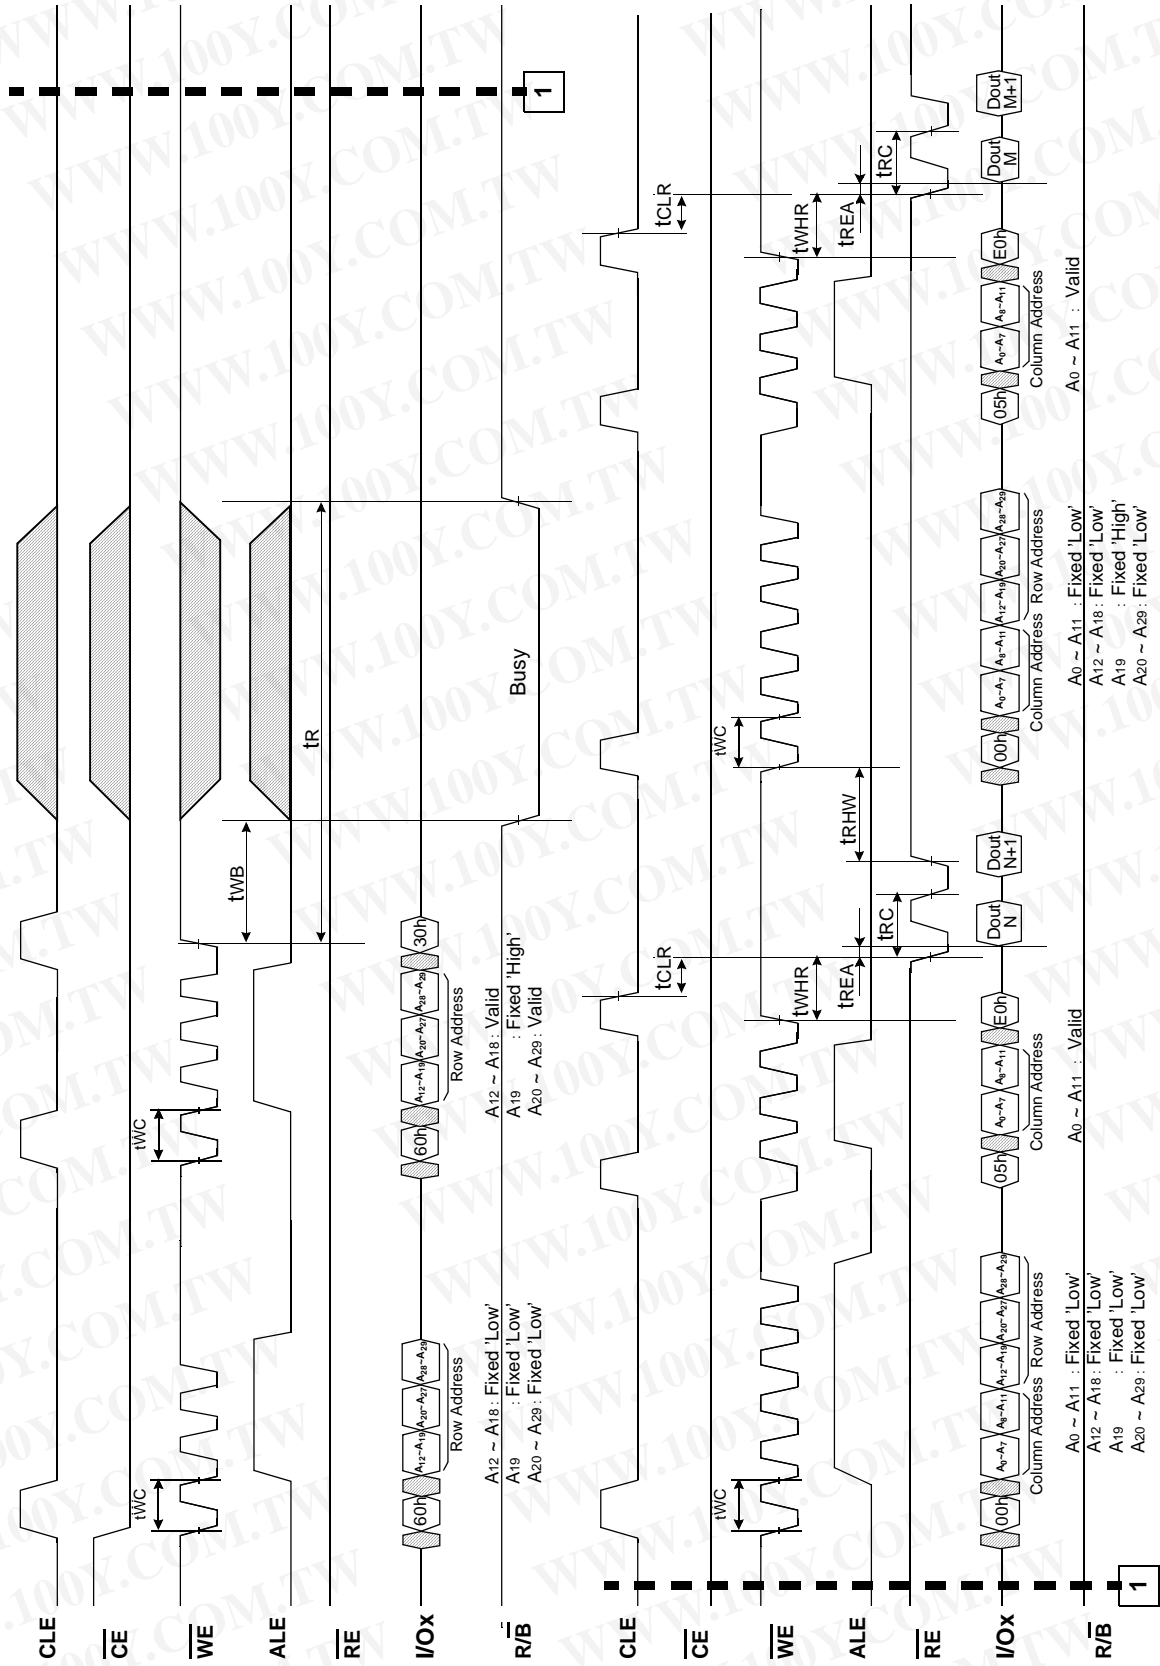 CLE
CE
WE
ALE
RE
I/Ox
R/B
tWC
tWC
tWB
tR
60h
A12~A19
A20~A27
A28~A29
Row Address
60h
A12~A19
A20~A27
A28~A29
Row Address
30h
A12 ~ A18 : Fixed 'Low'
A19 : Fixed 'Low'
A20 ~ A29 : Fixed 'Low'
A12 ~ A18 : Valid
A19 : Fixed 'High'
A20 ~ A29 : Valid
Busy
1
CLE
CE
WE
ALE
RE
I/Ox
R/B
1
tCLR
tCLR
tWC
tWC
tWHR
tWHR
tREA
tREA
tRHW
tRC
tRC
00h
A0~A7
A8~A11
A12~A19
A20~A27
A28~A29
Column Address
Row Address
05h
A0~A7
A8~A11
Column Address
E0h
Dout N
Dout N+1
00h
A0~A7
A8~A11
A12~A19
A20~A27
A28~A29
Column Address
Row Address
05h
A0~A7
A8~A11
Column Address
E0h
Dout M
Dout M+1
A0 ~ A11 : Fixed 'Low'
A12 ~ A18 : Fixed 'Low'
A19 : Fixed 'Low'
A20 ~ A29 : Fixed 'Low'
A0 ~ A11 : Valid
A0 ~ A11 : Fixed 'Low'
A12 ~ A18 : Fixed 'Low'
A19 : Fixed 'High'
A20 ~ A29 : Fixed 'Low'
A0 ~ A11 : Valid
WWW.100Y.COM.TW